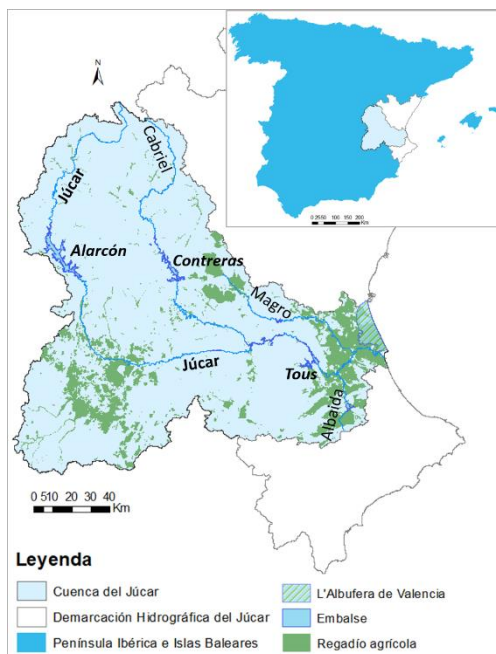 N
Cabriel
Júcar
Alarcón
Contreras
Magro
Júcar
Tous
Albaida
0 510 20 30 40
Km
0 2550 100 150 200
Km
Leyenda
Cuenca del Júcar
Demarcación Hidrográfica del Júcar
Península Ibérica e Islas Baleares
L'Albufera de Valencia
Embalse
Regadío agrícola